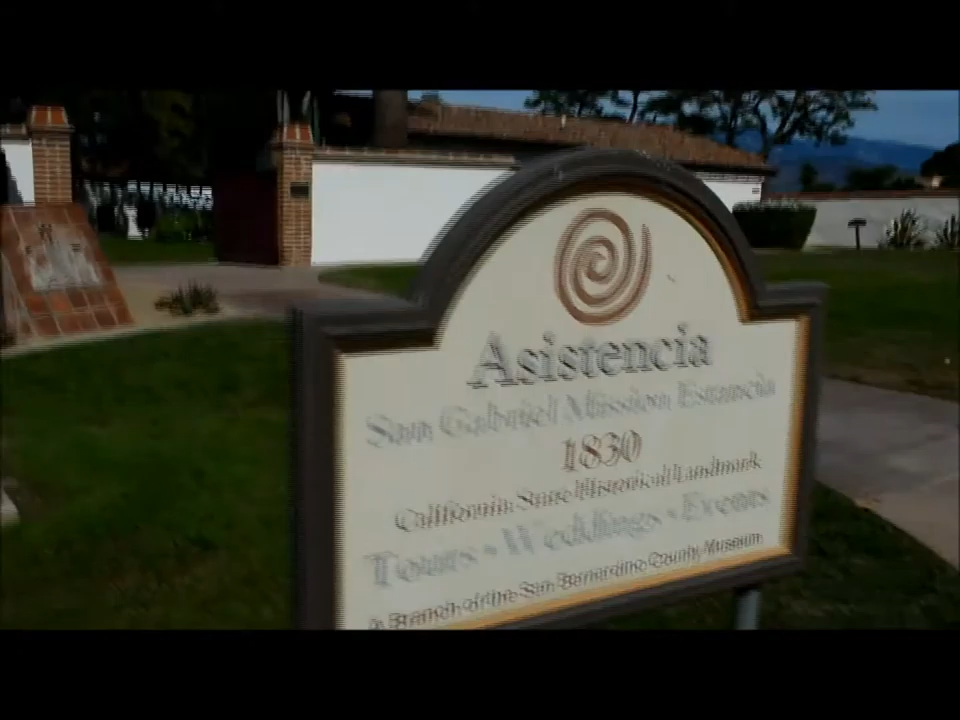 Asistencia
San Gabriel Mission Estancia
1830
California State Historical Landmark
Tours • Weddings • Events
A Branch of the San Bernardino County Museum